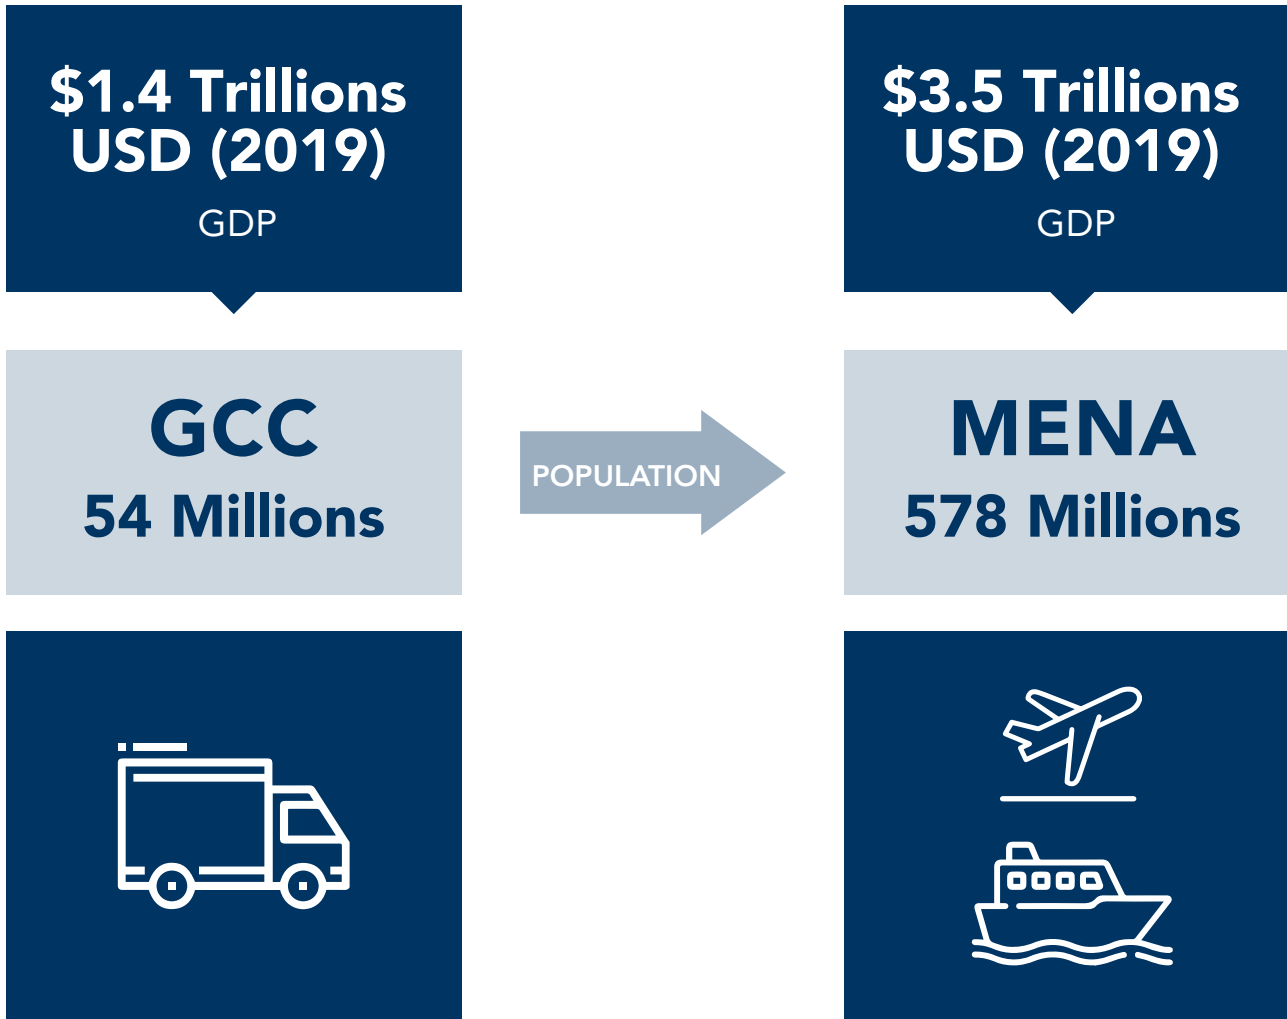 $1.4 Trillions
USD (2019)
GDP
GCC
54 Millions
POPULATION
$3.5 Trillions
USD (2019)
GDP
MENA
578 Millions